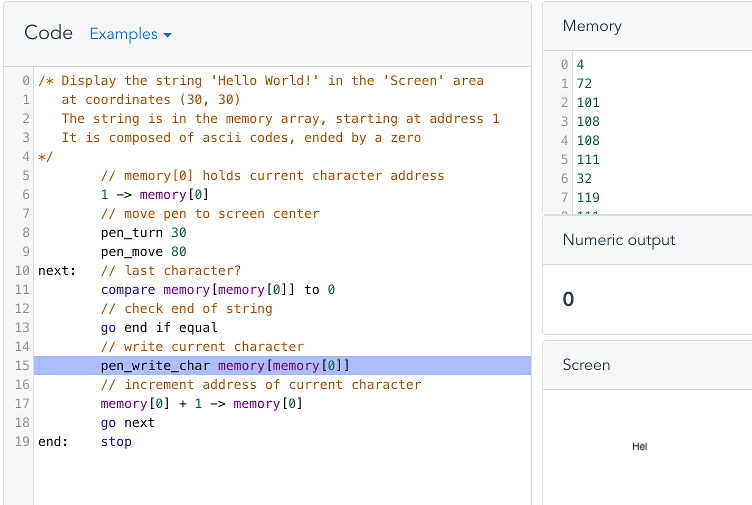 Code Examples
0 /* Display the string 'Hello World!' in the 'Screen' area
1 at coordinates (30, 30)
2 The string is in the memory array, starting at address 1
3 It is composed of ascii codes, ended by a zero
4 */
5 // memory[0] holds current character address
6 1 -> memory[0]
7 // move pen to screen center
8 pen_turn 30
9 pen_move 80
10 next: // last character?
11 compare memory[memory[0]] to 0
12 // check end of string
13 go end if equal
14 // write current character
15 pen_write_char memory[memory[0]]
16 // increment address of current character
17 memory[0] + 1 -> memory[0]
18 go next
19 end: stop
Memory
0 4
1 72
2 101
3 108
4 108
5 111
6 32
7 119
Numeric output
0
Screen
Hel